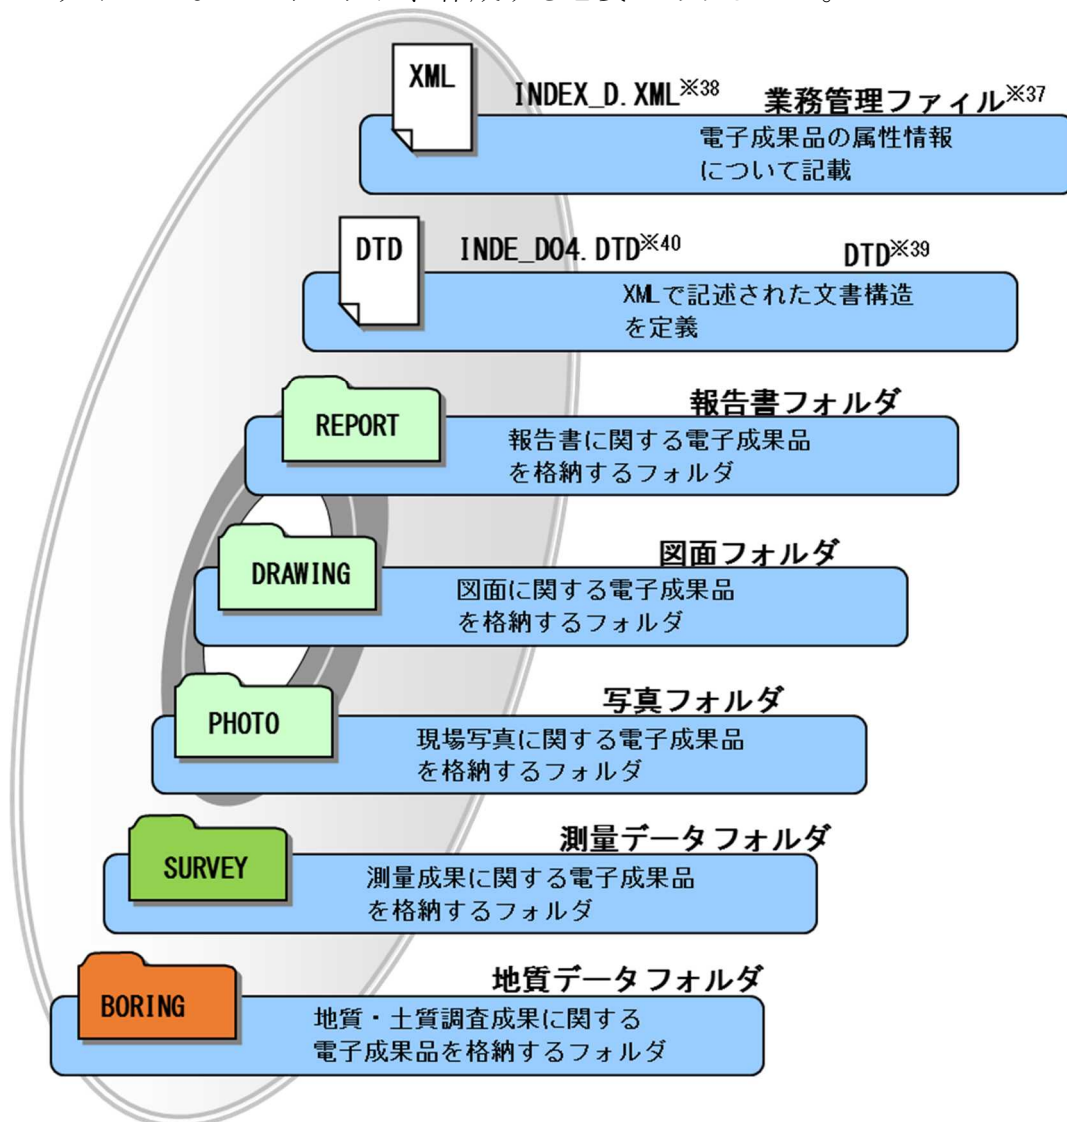 XML
INDEX_D.XML※38
業務管理ファイル※37
電子成果品の属性情報
について記載
DTD
INDE_D04.DTD※40
DTD※39
XMLで記述された文書構造
を定義
報告書フォルダ
REPORT
報告書に関する電子成果品
を格納するフォルダ
図面フォルダ
DRAWING
図面に関する電子成果品
を格納するフォルダ
写真フォルダ
PHOTO
現場写真に関する電子成果品
を格納するフォルダ
測量データフォルダ
SURVEY
測量成果に関する電子成果品
を格納するフォルダ
地質データフォルダ
BORING
地質・土質調査成果に関する
電子成果品を格納するフォルダ